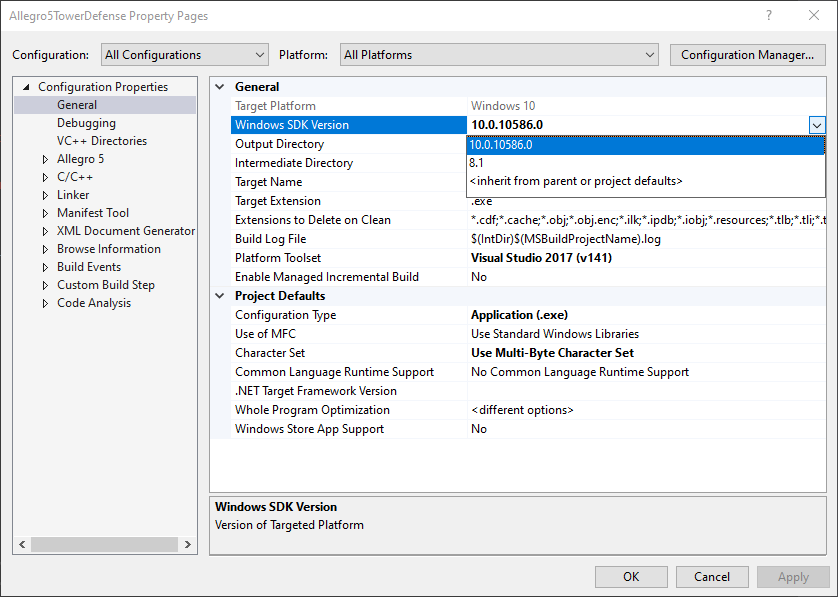 Allegro5TowerDefense Property Pages
Configuration: All Configurations Platform: All Platforms Configuration Manager...
Configuration Properties
General
Debugging
VC++ Directories
Allegro 5
C/C++
Linker
Manifest Tool
XML Document Generator
Browse Information
Build Events
Custom Build Step
Code Analysis
General
Target Platform Windows 10
Windows SDK Version 10.0.10586.0
10.0.10586.0
8.1
<inherit from parent or project defaults>
Output Directory
Intermediate Directory
Target Name
Target Extension .exe
Extensions to Delete on Clean *.cdf;*.cache;*.obj;*.obj.enc;*.ilk;*.ipdb;*.iobj;*.resources;*.tlb;*.tli;*.t
Build Log File $(IntDir)$(MSBuildProjectName).log
Platform Toolset Visual Studio 2017 (v141)
Enable Managed Incremental Build No
Project Defaults
Configuration Type Application (.exe)
Use of MFC Use Standard Windows Libraries
Character Set Use Multi-Byte Character Set
Common Language Runtime Support No Common Language Runtime Support
.NET Target Framework Version
Whole Program Optimization <different options>
Windows Store App Support No
Windows SDK Version
Version of Targeted Platform
OK Cancel Apply